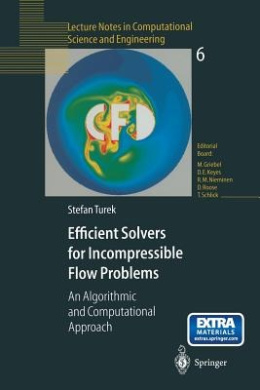 Lecture Notes in Computational
Science and Engineering
6
CFD
Editorial
Board:
M. Griebel
D. E. Keyes
R. M. Nieminen
D. Roose
T. Schlick
Stefan Turek
Efficient Solvers
for Incompressible
Flow Problems
An Algorithmic
and Computational
Approach
EXTRA
MATERIALS
extras.springer.com
Springer